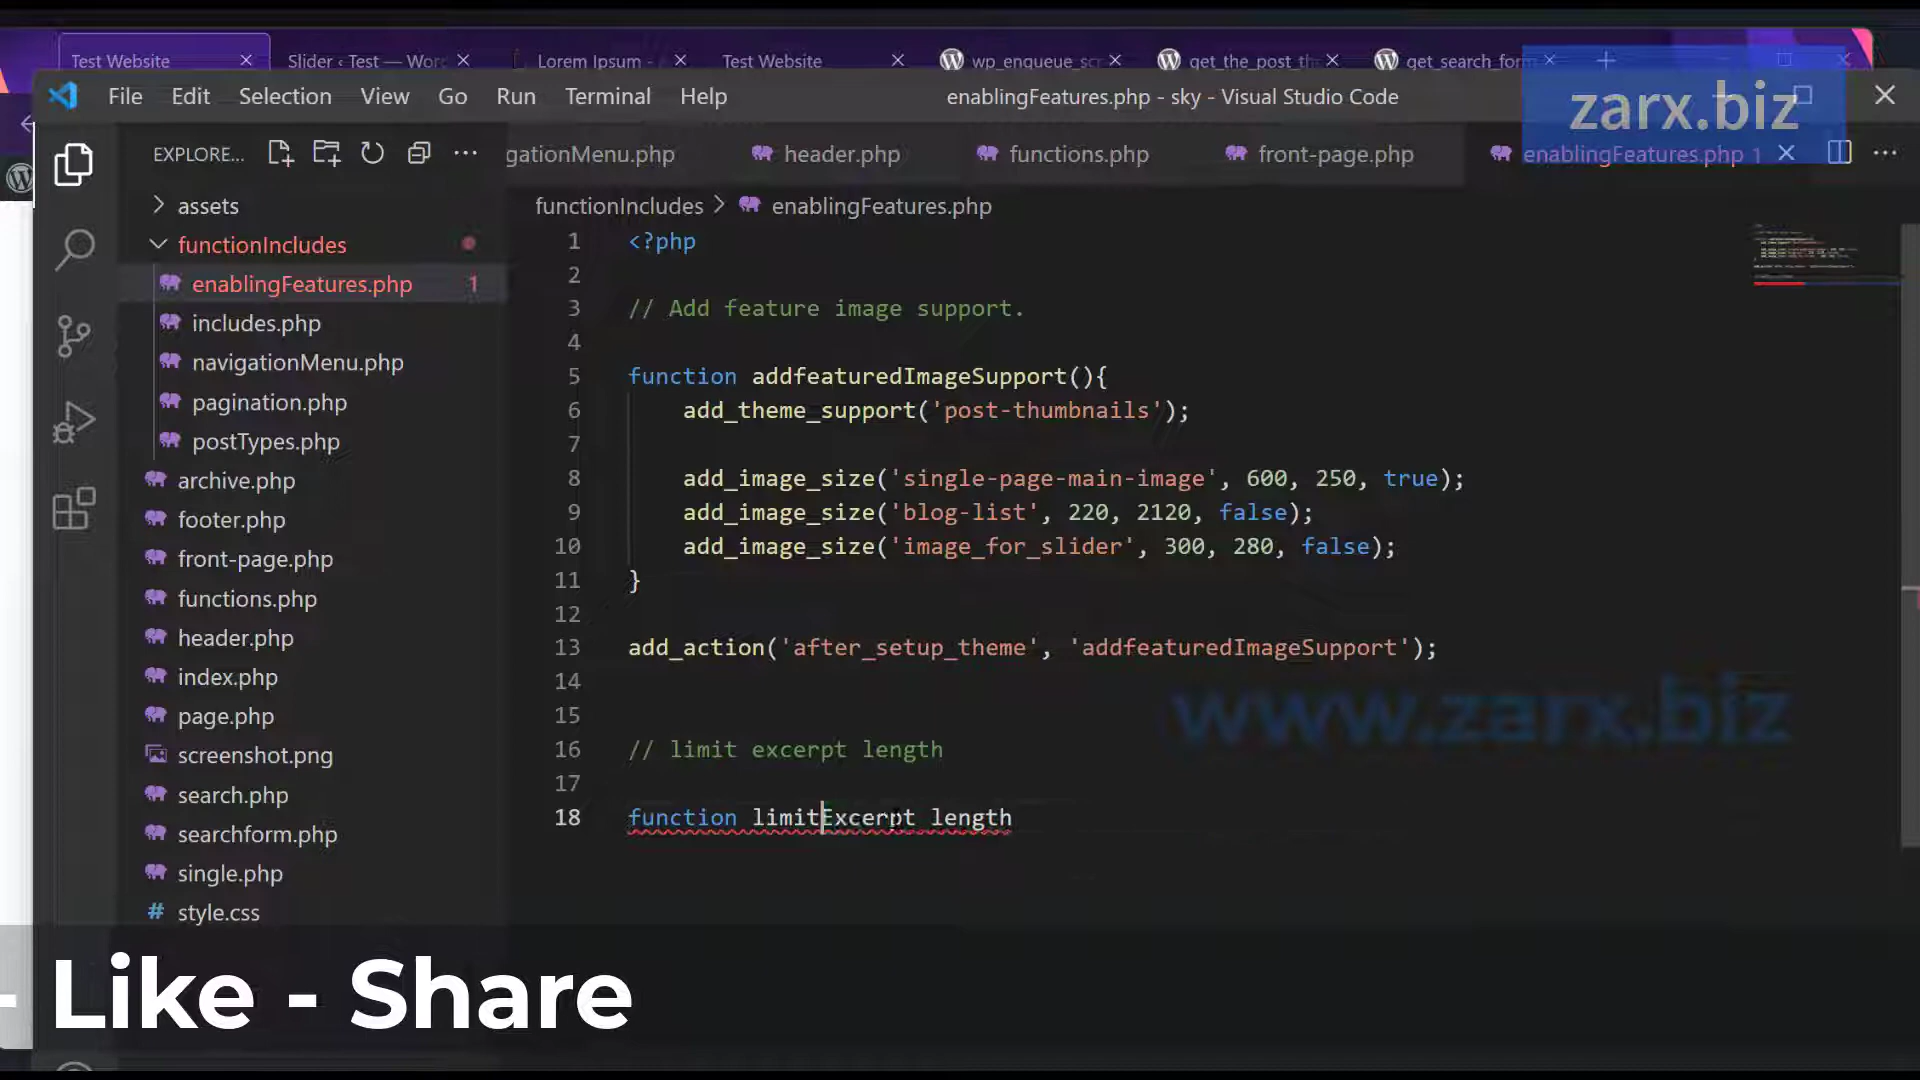 Test Website
Slider ‹ Test — Word
Lorem Ipsum -
Test Website
wp_enqueue_scr
get_the_post_th
get_search_form
File Edit Selection View Go Run Terminal Help
enablingFeatures.php - sky - Visual Studio Code
zarx.biz
EXPLORE...
gationMenu.php
header.php
functions.php
front-page.php
enablingFeatures.php 1
functionIncludes > enablingFeatures.php
assets
functionIncludes
enablingFeatures.php 1
includes.php
navigationMenu.php
pagination.php
postTypes.php
archive.php
footer.php
front-page.php
functions.php
header.php
index.php
page.php
screenshot.png
search.php
searchform.php
single.php
# style.css
1 <?php
2
3 // Add feature image support.
4
5 function addfeaturedImageSupport(){
6 add_theme_support('post-thumbnails');
7
8 add_image_size('single-page-main-image', 600, 250, true);
9 add_image_size('blog-list', 220, 2120, false);
10 add_image_size('image_for_slider', 300, 280, false);
11 }
12
13 add_action('after_setup_theme', 'addfeaturedImageSupport');
14
15
16 // limit excerpt length
17
18 function limitExcerpt length
www.zarx.biz
- Like - Share